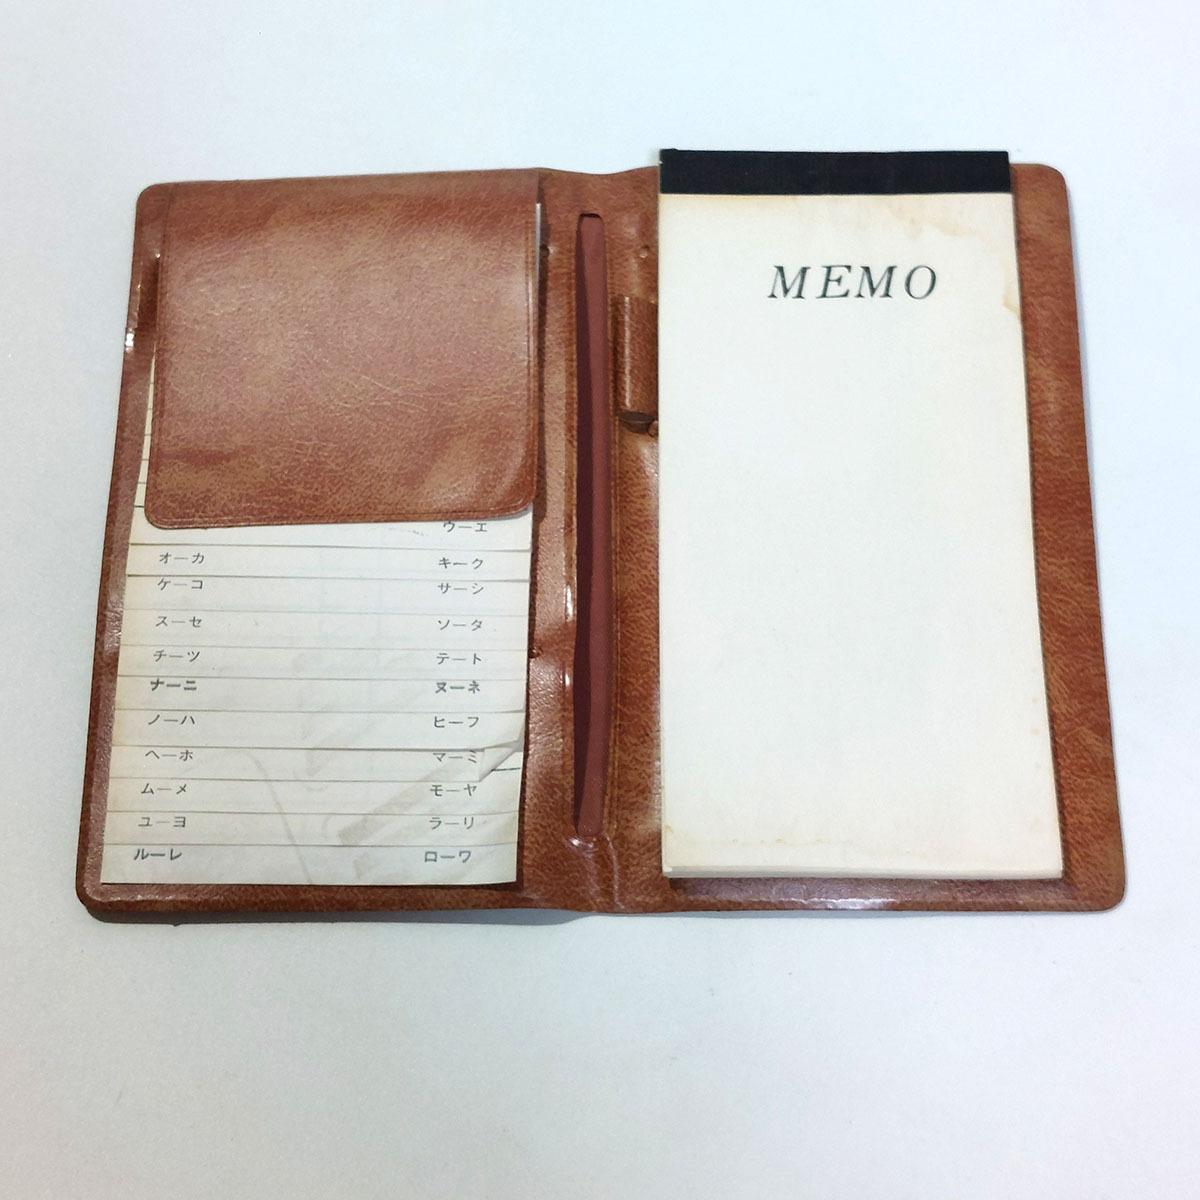 ウーエ
オーカ キーク
ケーコ サーシ
スーセ ソータ
チーツ テート
ナーニ ヌーネ
ノーハ ヒーフ
ヘーホ マーミ
ムーメ モーヤ
ユーヨ ラーリ
ルーレ ローワ
MEMO